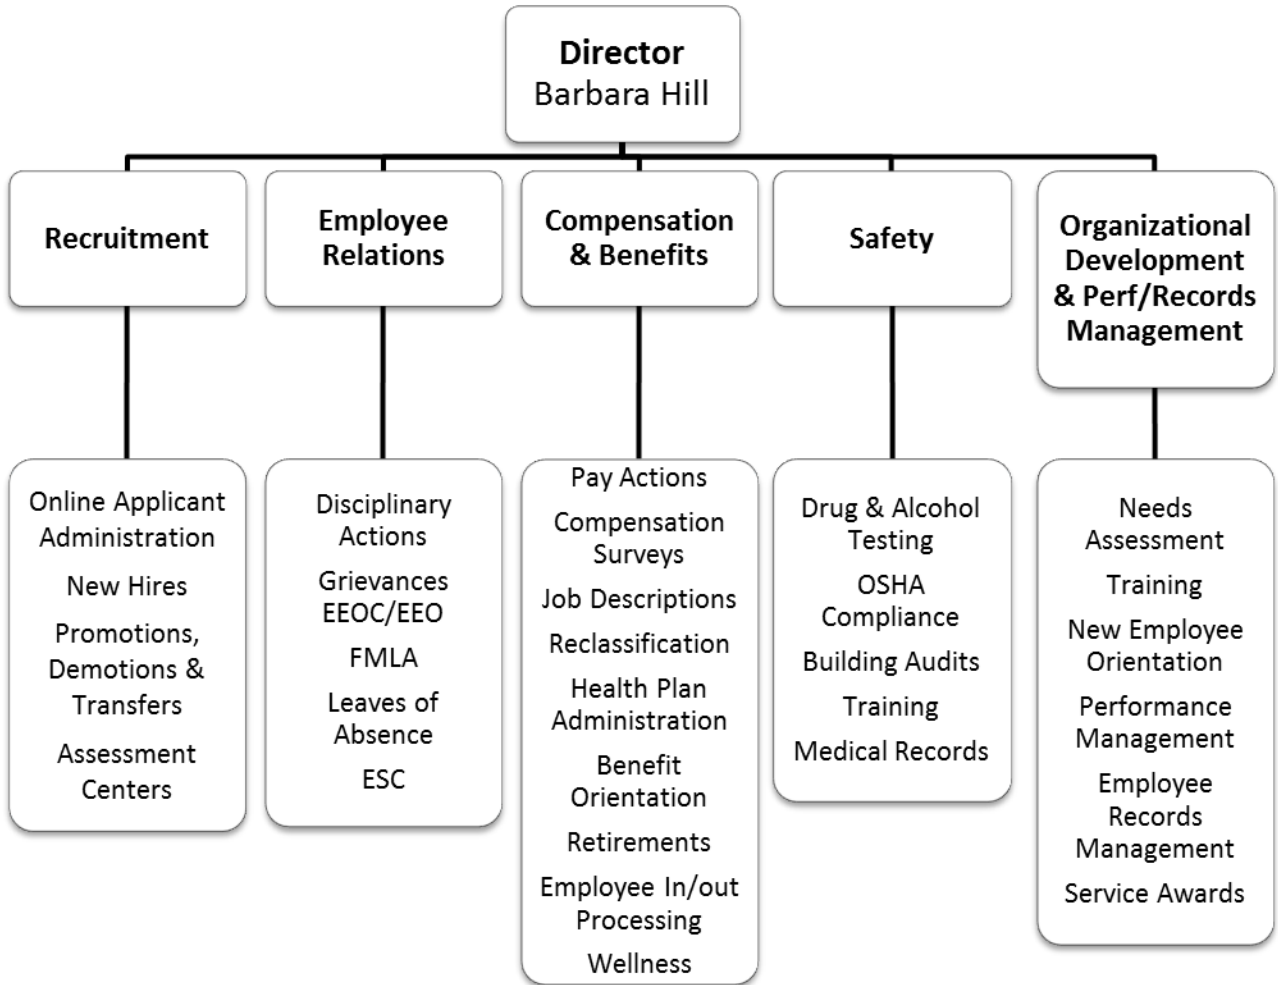 Director
Barbara Hill
Recruitment
Employee
Relations
Compensation
& Benefits
Safety
Organizational
Development
& Perf/Records
Management
Online Applicant
Administration
New Hires
Promotions,
Demotions &
Transfers
Assessment
Centers
Disciplinary
Actions
Grievances
EEOC/EEO
FMLA
Leaves of
Absence
ESC
Pay Actions
Compensation
Surveys
Job Descriptions
Reclassification
Health Plan
Administration
Benefit
Orientation
Retirements
Employee In/out
Processing
Wellness
Drug & Alcohol
Testing
OSHA
Compliance
Building Audits
Training
Medical Records
Needs
Assessment
Training
New Employee
Orientation
Performance
Management
Employee
Records
Management
Service Awards